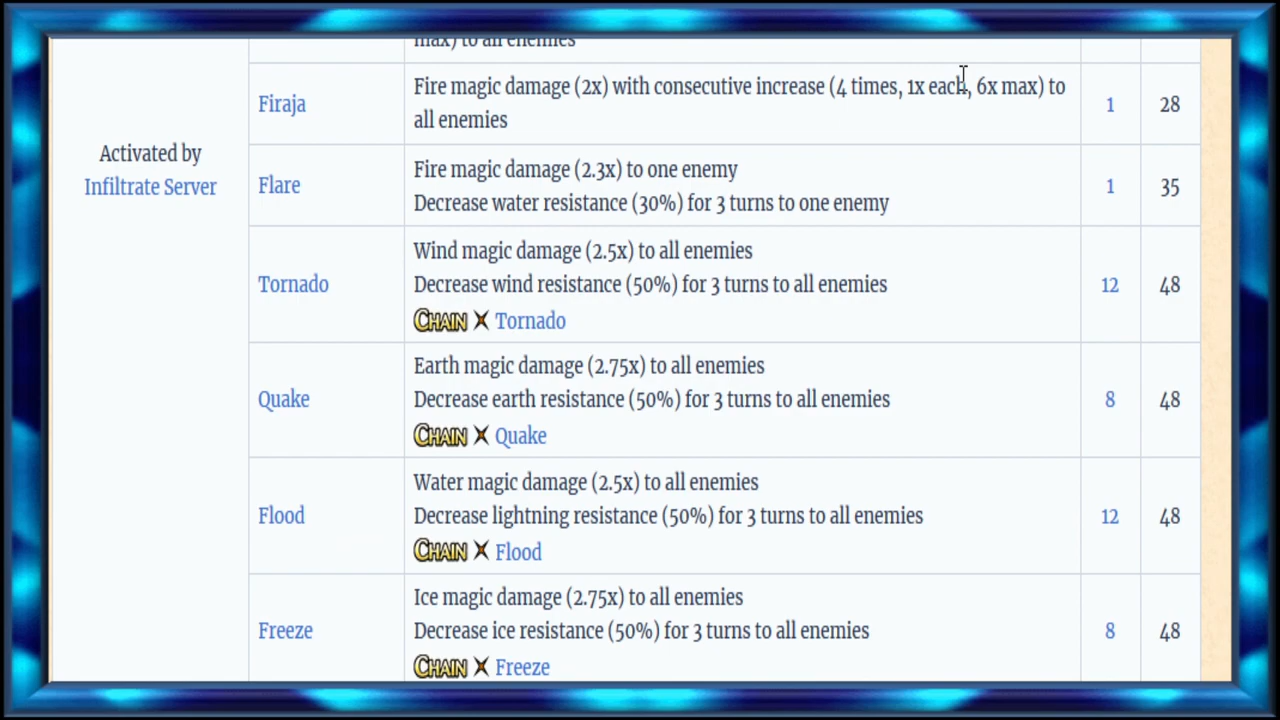 max) to all enemies
Firaja
Fire magic damage (2x) with consecutive increase (4 times, 1x each, 6x max) to
all enemies
1
28
Activated by
Infiltrate Server
Flare
Fire magic damage (2.3x) to one enemy
Decrease water resistance (30%) for 3 turns to one enemy
1
35
Tornado
Wind magic damage (2.5x) to all enemies
Decrease wind resistance (50%) for 3 turns to all enemies
CHAIN Tornado
12
48
Quake
Earth magic damage (2.75x) to all enemies
Decrease earth resistance (50%) for 3 turns to all enemies
CHAIN Quake
8
48
Flood
Water magic damage (2.5x) to all enemies
Decrease lightning resistance (50%) for 3 turns to all enemies
CHAIN Flood
12
48
Freeze
Ice magic damage (2.75x) to all enemies
Decrease ice resistance (50%) for 3 turns to all enemies
CHAIN Freeze
8
48